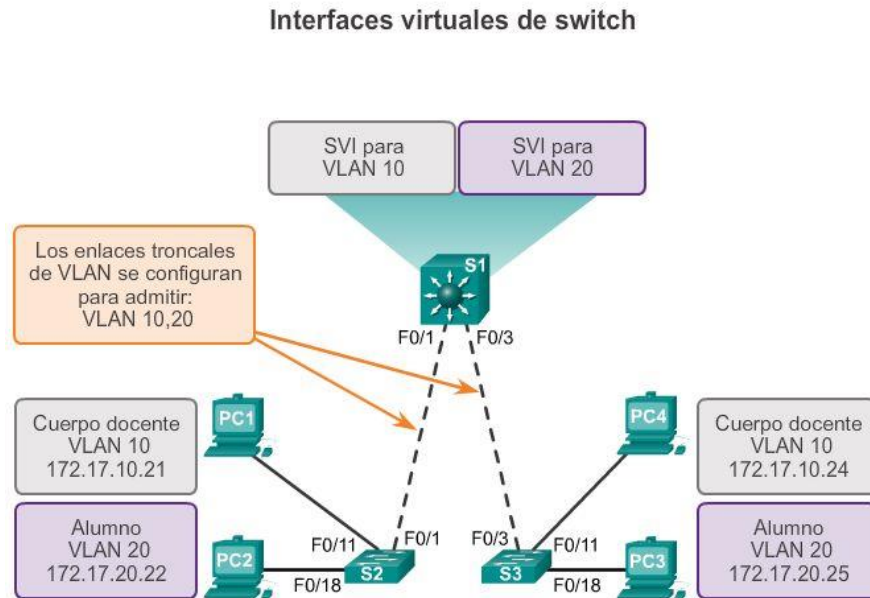 Interfaces virtuales de switch
SVI para
VLAN 10
SVI para
VLAN 20
Los enlaces troncales
de VLAN se configuran
para admitir:
VLAN 10,20
S1
F0/1
F0/3
Cuerpo docente
VLAN 10
172.17.10.21
PC1
PC4
Cuerpo docente
VLAN 10
172.17.10.24
Alumno
VLAN 20
172.17.20.22
PC2
F0/11
F0/1
F0/18
S2
F0/3
F0/11
S3
F0/18
PC3
Alumno
VLAN 20
172.17.20.25